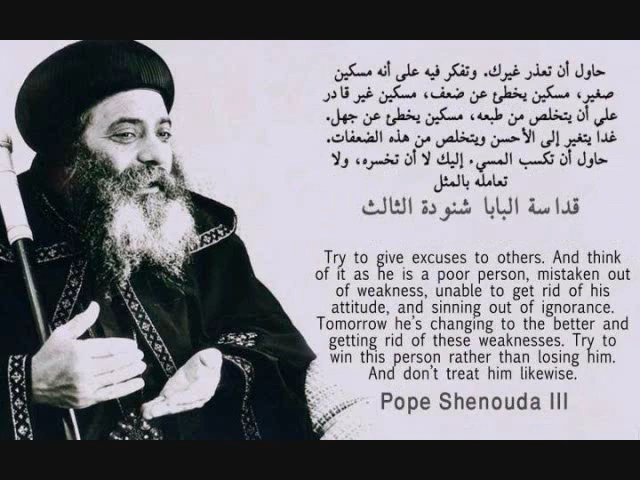 حاول أن تعذر غيرك. وتفكر فيه على أنه مسكين
صغير، مسكين يخطئ عن ضعف، مسكين غير قادر
علي أن يتخلص من طبعه، مسكين يخطئ عن جهل.
غدا يتغير إلى الأحسن ويتخلص من هذه الضعفات.
حاول أن تكسب المسيء إليك لا أن تخسره، ولا
تعامله بالمثل
قداسة البابا شنودة الثالث
Try to give excuses to others. And think
of it as he is a poor person, mistaken out
of weakness, unable to get rid of his
attitude, and sinning out of ignorance.
Tomorrow he's changing to the better and
getting rid of these weaknesses. Try to
win this person rather than losing him.
And don't treat him likewise.
Pope Shenouda III